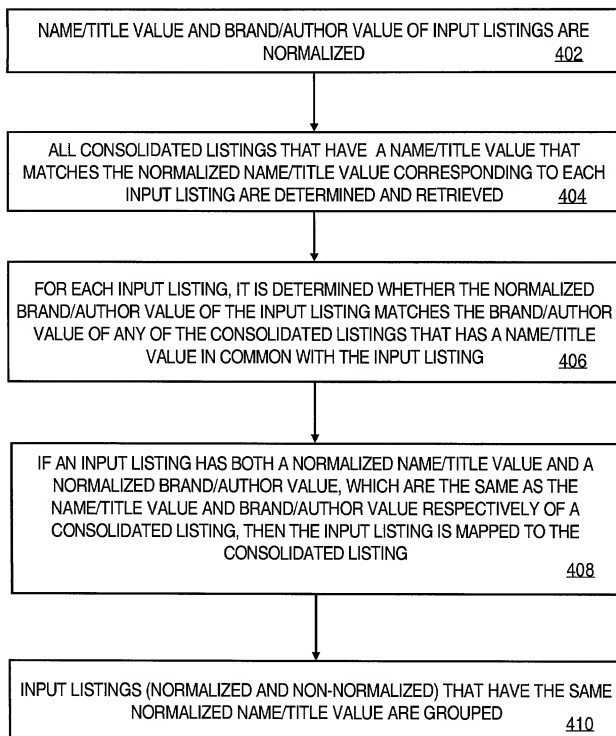 NAME/TITLE VALUE AND BRAND/AUTHOR VALUE OF INPUT LISTINGS ARE
NORMALIZED 402
ALL CONSOLIDATED LISTINGS THAT HAVE A NAME/TITLE VALUE THAT
MATCHES THE NORMALIZED NAME/TITLE VALUE CORRESPONDING TO EACH
INPUT LISTING ARE DETERMINED AND RETRIEVED 404
FOR EACH INPUT LISTING, IT IS DETERMINED WHETHER THE NORMALIZED
BRAND/AUTHOR VALUE OF THE INPUT LISTING MATCHES THE BRAND/AUTHOR
VALUE OF ANY OF THE CONSOLIDATED LISTINGS THAT HAS A NAME/TITLE
VALUE IN COMMON WITH THE INPUT LISTING 406
IF AN INPUT LISTING HAS BOTH A NORMALIZED NAME/TITLE VALUE AND A
NORMALIZED BRAND/AUTHOR VALUE, WHICH ARE THE SAME AS THE
NAME/TITLE VALUE AND BRAND/AUTHOR VALUE RESPECTIVELY OF A
CONSOLIDATED LISTING, THEN THE INPUT LISTING IS MAPPED TO THE
CONSOLIDATED LISTING
408
INPUT LISTINGS (NORMALIZED AND NON-NORMALIZED) THAT HAVE THE SAME
NORMALIZED NAME/TITLE VALUE ARE GROUPED
410